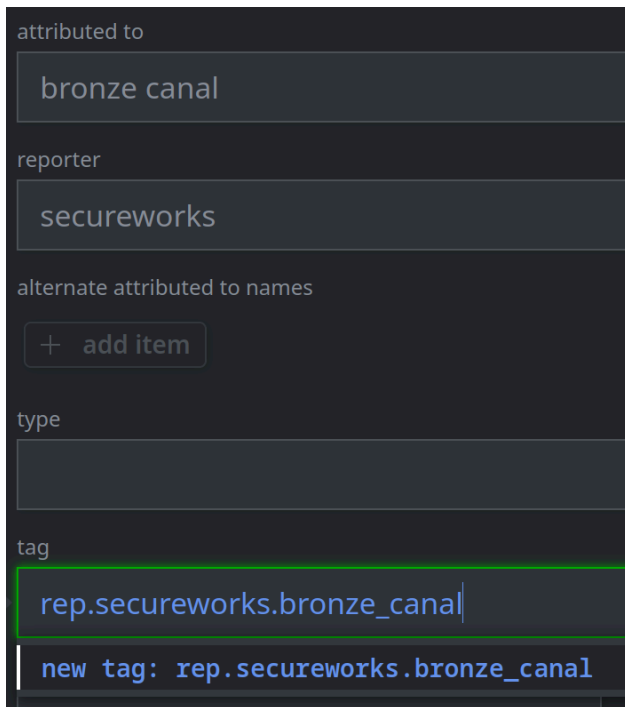 attributed to
bronze canal
reporter
secureworks
alternate attributed to names
+ add item
type
tag
rep.secureworks.bronze_canal
new tag: rep.secureworks.bronze_canal